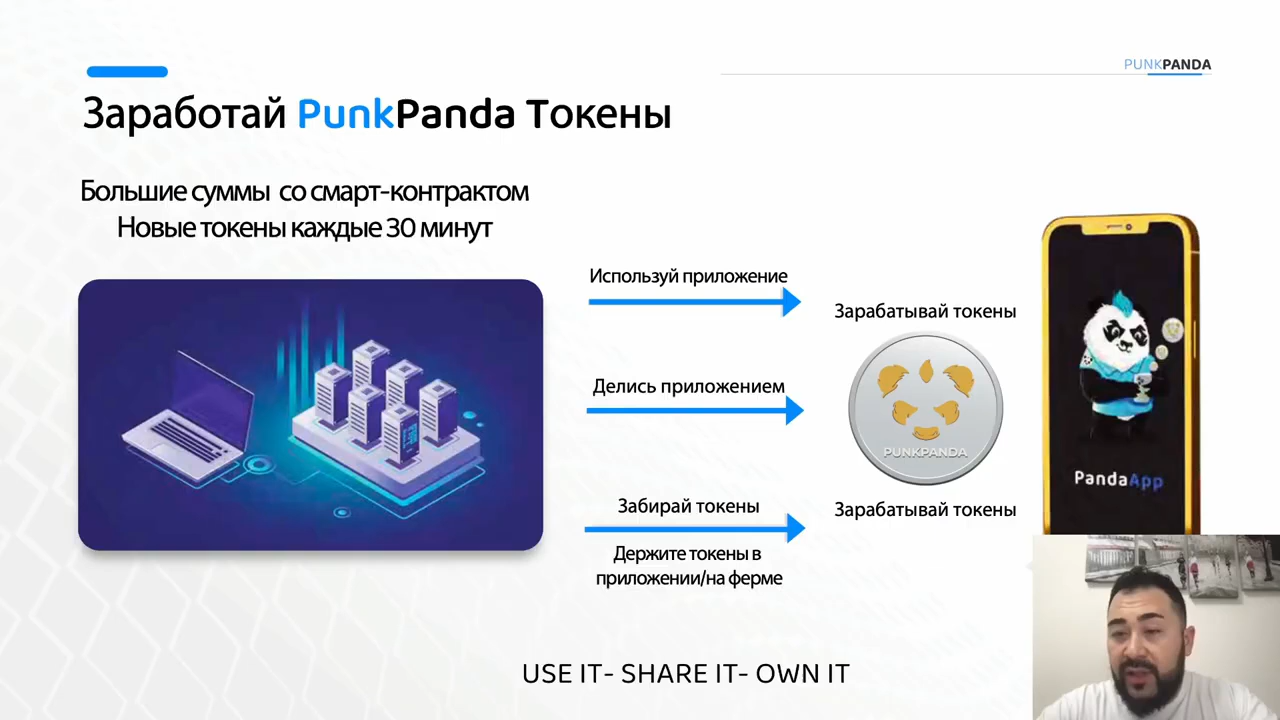 PUNKPANDA
Заработай PunkPanda Токены
Большие суммы со смарт-контрактом
Новые токены каждые 30 минут
Используй приложение
Делись приложением
Забирай токены
Держите токены в
приложении/на ферме
Зарабатывай токены
PUNKPANDA
Зарабатывай токены
PandaApp
USE IT- SHARE IT- OWN IT